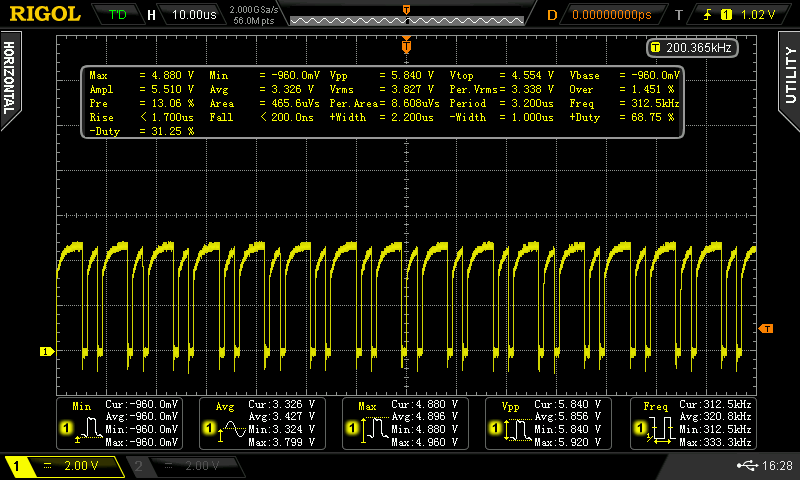 RIGOL T'D H 10.00us 2.000GSa/s 56.0M pts T D 0.00000000ps T 1 1.02 V
HORIZONTAL
UTILITY
T
T 200.365kHz
Max = 4.880 V Min = -960.0mV Vpp = 5.840 V Vtop = 4.554 V Vbase = -960.0mV
Ampl = 5.510 V Avg = 3.326 V Vrms = 3.827 V Per.Vrms= 3.338 V Over = 1.451 %
Pre = 13.06 % Area = 465.6uVs Per.Area= 8.608uVs Period = 3.200us Freq = 312.5kHz
Rise < 1.700us Fall < 200.0ns +Width = 2.200us -Width = 1.000us +Duty = 68.75 %
-Duty = 31.25 %
T
1
Min Cur:-960.0mV Avg Cur: 3.326 V Max Cur: 4.880 V Vpp Cur: 5.840 V Freq Cur:312.5kHz
Avg:-960.0mV Avg: 3.427 V Avg: 4.896 V Avg: 5.856 V Avg:320.8kHz
1 Min:-960.0mV 1 Min: 3.324 V 1 Min: 4.880 V 1 Min: 5.840 V 1 Min:312.5kHz
Max:-960.0mV Max: 3.799 V Max: 4.960 V Max: 5.920 V Max:333.3kHz
1 2.00 V 2 2.00 V 16:28